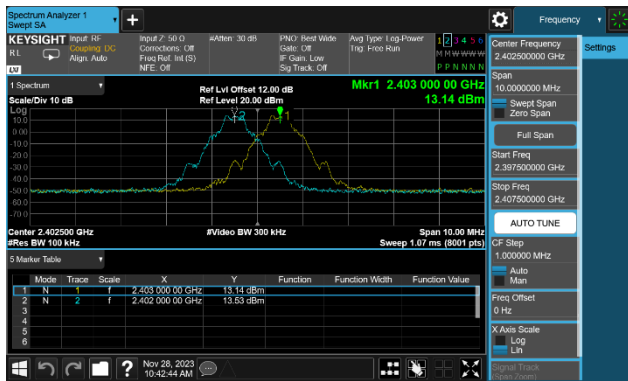 Spectrum Analyzer 1
Swept SA
+
Frequency
KEYSIGHT Input: RF
RL
Coupling: DC
Align: Auto
LXI
Input Z: 50 Ω
Corrections: Off
Freq Ref: Int (S)
NFE: Off
#Atten: 30 dB
PNO: Best Wide
Gate: Off
IF Gain: Low
Sig Track: Off
Avg Type: Log-Power
Trig: Free Run
1 2 3 4 5 6
M M W W W W
P P N N N N
1 Spectrum
Scale/Div 10 dB
Ref Lvl Offset 12.00 dB
Ref Level 20.00 dBm
Mkr1 2.403 000 00 GHz
13.14 dBm
Log
10.0
0.00
-10.0
-20.0
-30.0
-40.0
-50.0
-60.0
-70.0
2
1
Center 2.402500 GHz
#Res BW 100 kHz
#Video BW 300 kHz
Span 10.00 MHz
Sweep 1.07 ms (8001 pts)
5 Marker Table
Mode Trace Scale X Y Function Function Width Function Value
1 N 1 f 2.403 000 00 GHz 13.14 dBm
2 N 2 f 2.402 000 00 GHz 13.53 dBm
3
4
5
6
Nov 28, 2023
10:42:44 AM
?
Center Frequency
2.402500000 GHz
Settings
Span
10.0000000 MHz
Swept Span
Zero Span
Full Span
Start Freq
2.397500000 GHz
Stop Freq
2.407500000 GHz
AUTO TUNE
CF Step
1.000000 MHz
Auto
Man
Freq Offset
0 Hz
X Axis Scale
Log
Lin
Signal Track
(Span Zoom)